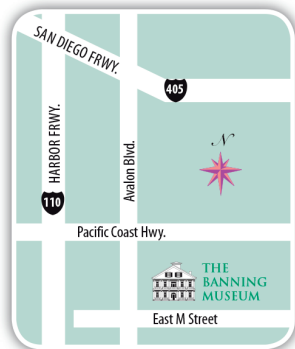 SAN DIEGO FRWY.
405
HARBOR FRWY.
Avalon Blvd.
N
110
Pacific Coast Hwy.
THE
BANNING
MUSEUM
East M Street